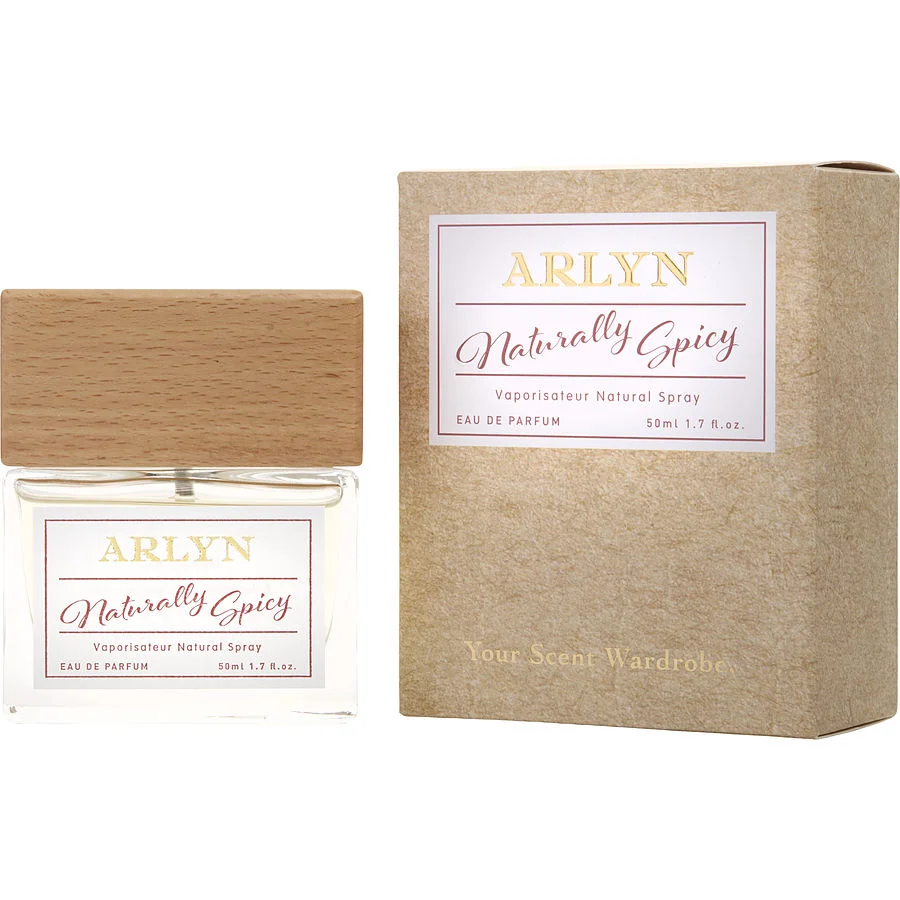 ARLYN
Naturally Spicy
Vaporisateur Natural Spray
EAU DE PARFUM 50ml 1.7 fl.oz.
Your Scent Wardrobe.
ARLYN
Naturally Spicy
Vaporisateur Natural Spray
EAU DE PARFUM 50ml 1.7 fl.oz.